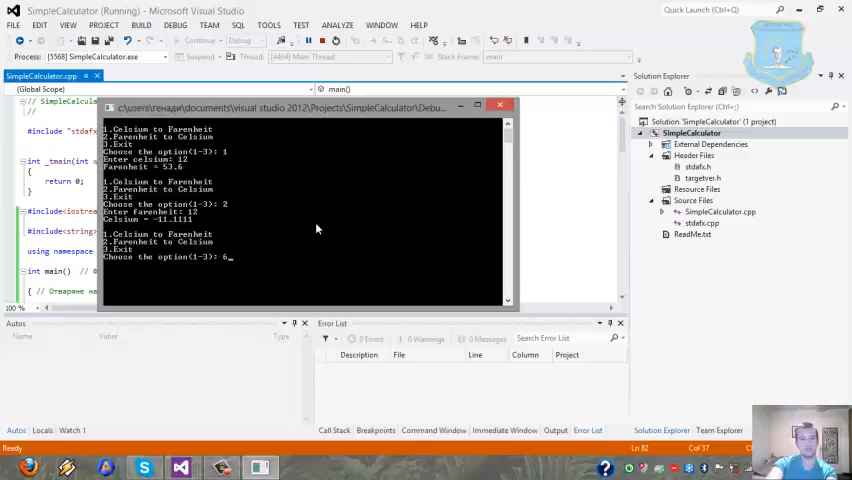 SimpleCalculator (Running) - Microsoft Visual Studio
Quick Launch (Ctrl+Q)
FILE EDIT VIEW PROJECT BUILD DEBUG TEAM SQL TOOLS TEST ANALYZE WINDOW HELP
Continue
Debug
Process: [5568] SimpleCalculator.exe
Suspend
Thread: [4464] Main Thread
Stack Frame: main
SimpleCalculator.cpp
(Global Scope)
main()
// SimpleCalcula
//
#include "stdafx
int _tmain(int a
{
return 0;
}
#include<iostrea
#include<string>
using namespace
int main() // Ф
{ // Отваряне на
100 %
c:\users\генади\documents\visual studio 2012\Projects\SimpleCalculator\Debu...
1.Celsium to Farenheit
2.Farenheit to Celsium
3.Exit
Choose the option(1-3): 1
Enter celsium: 12
Farenheit = 53.6
1.Celsium to Farenheit
2.Farenheit to Celsium
3.Exit
Choose the option(1-3): 2
Enter farenheit: 12
Celsium = -11.1111
1.Celsium to Farenheit
2.Farenheit to Celsium
3.Exit
Choose the option(1-3): 6_
Solution Explorer
Search Solution Explorer (Ctrl+;)
Solution 'SimpleCalculator' (1 project)
SimpleCalculator
External Dependencies
Header Files
stdafx.h
targetver.h
Resource Files
Source Files
SimpleCalculator.cpp
stdafx.cpp
ReadMe.txt
Autos
Name Value Type
Error List
0 Errors 0 Warnings 0 Messages Search Error List
Description File Line Column Project
Autos Locals Watch 1
Call Stack Breakpoints Command Window Immediate Window Output Error List
Solution Explorer Team Explorer
Ready
Ln 82 Col 37